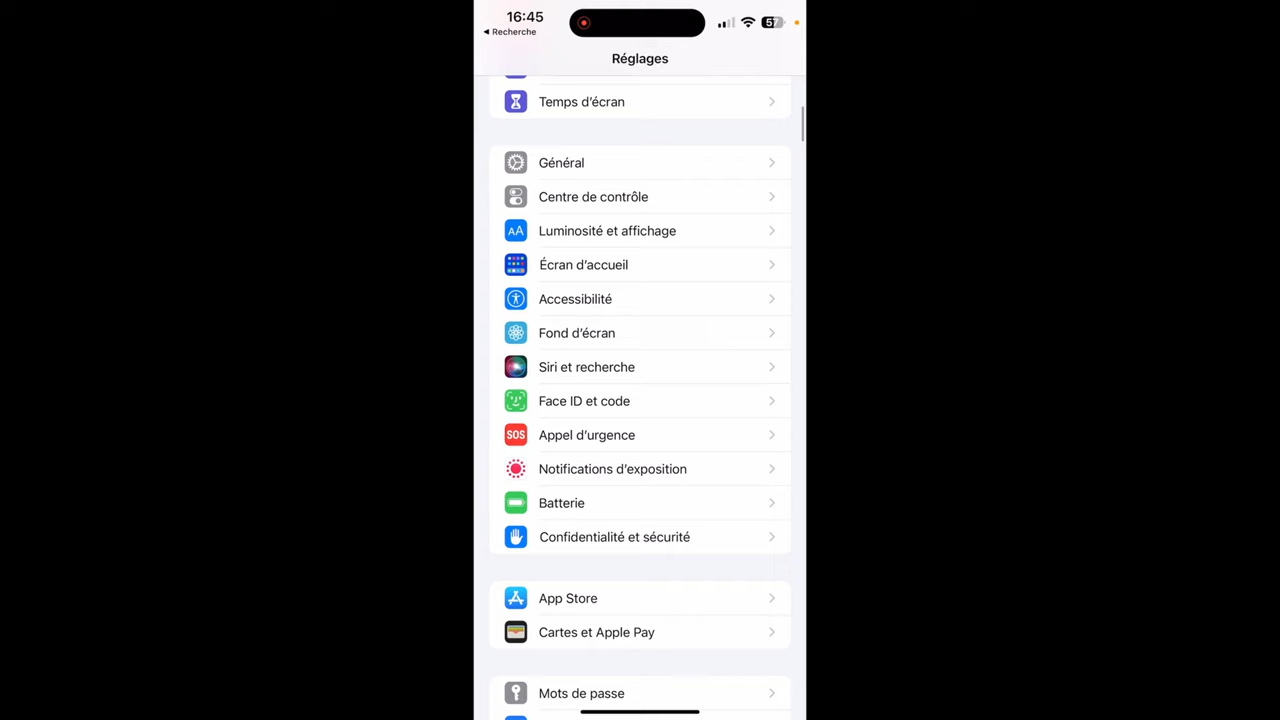 16:45
57
◀ Recherche
Réglages
Temps d’écran
Général
Centre de contrôle
AA
Luminosité et affichage
Écran d’accueil
Accessibilité
Fond d’écran
Siri et recherche
Face ID et code
SOS
Appel d’urgence
Notifications d’exposition
Batterie
Confidentialité et sécurité
App Store
Cartes et Apple Pay
Mots de passe